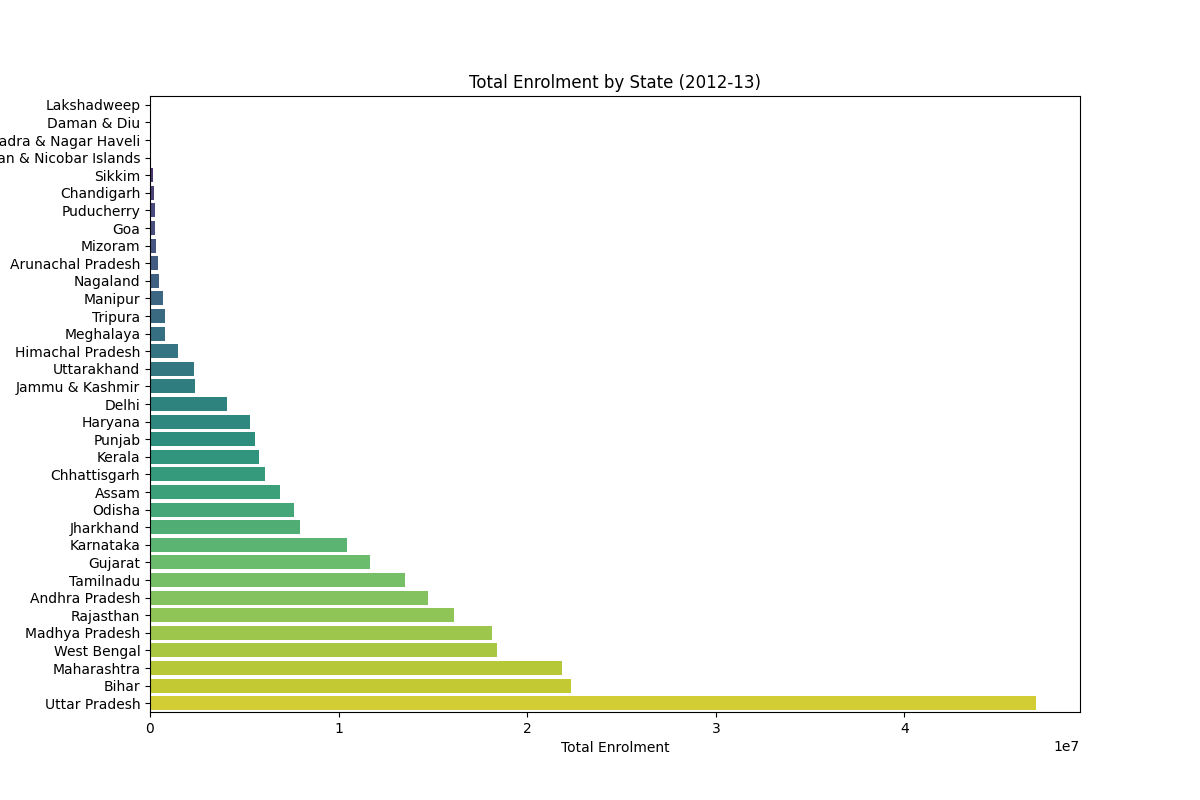 Total Enrolment by State (2012-13)
Lakshadweep
Daman & Diu
adra & Nagar Haveli
an & Nicobar Islands
Sikkim
Chandigarh
Puducherry
Goa
Mizoram
Arunachal Pradesh
Nagaland
Manipur
Tripura
Meghalaya
Himachal Pradesh
Uttarakhand
Jammu & Kashmir
Delhi
Haryana
Punjab
Kerala
Chhattisgarh
Assam
Odisha
Jharkhand
Karnataka
Gujarat
Tamilnadu
Andhra Pradesh
Rajasthan
Madhya Pradesh
West Bengal
Maharashtra
Bihar
Uttar Pradesh
0 1 2 3 4
Total Enrolment
1e7